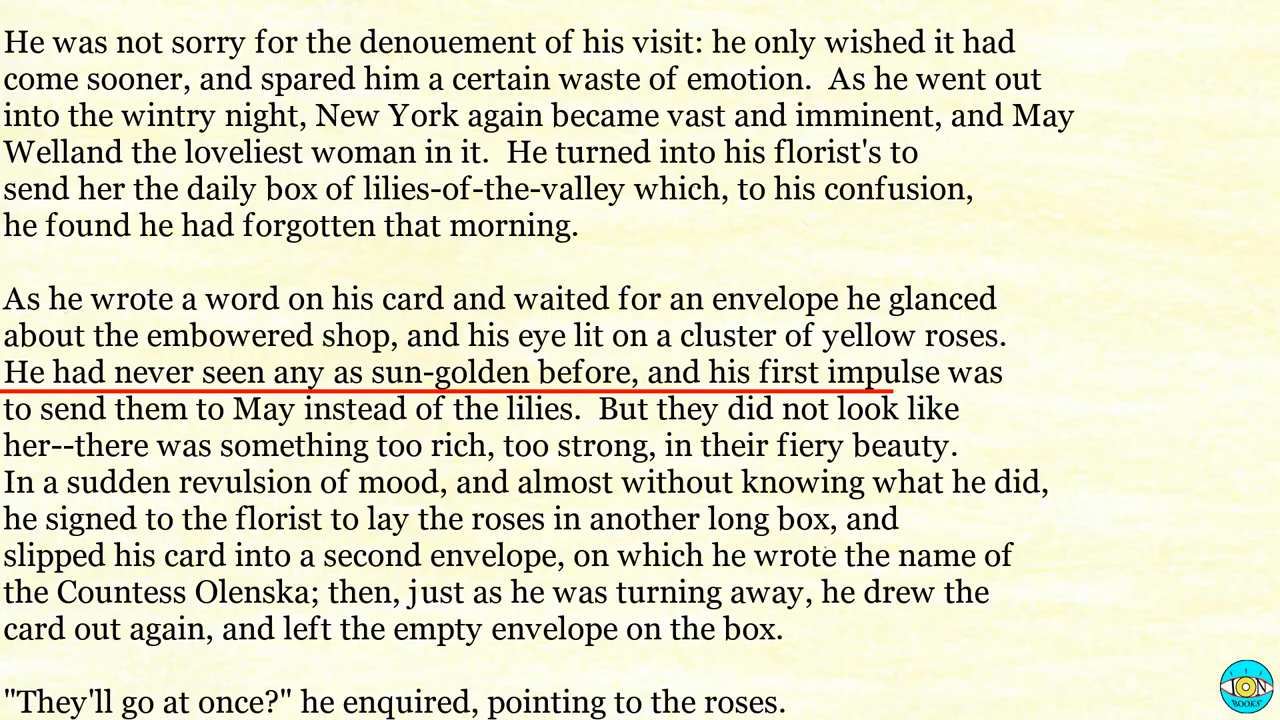 He was not sorry for the denouement of his visit: he only wished it had
come sooner, and spared him a certain waste of emotion.  As he went out
into the wintry night, New York again became vast and imminent, and May
Welland the loveliest woman in it.  He turned into his florist's to
send her the daily box of lilies-of-the-valley which, to his confusion,
he found he had forgotten that morning.

As he wrote a word on his card and waited for an envelope he glanced
about the embowered shop, and his eye lit on a cluster of yellow roses.
He had never seen any as sun-golden before, and his first impulse was
to send them to May instead of the lilies.  But they did not look like
her--there was something too rich, too strong, in their fiery beauty.
In a sudden revulsion of mood, and almost without knowing what he did,
he signed to the florist to lay the roses in another long box, and
slipped his card into a second envelope, on which he wrote the name of
the Countess Olenska; then, just as he was turning away, he drew the
card out again, and left the empty envelope on the box.

"They'll go at once?" he enquired, pointing to the roses.
ION
BOOKS